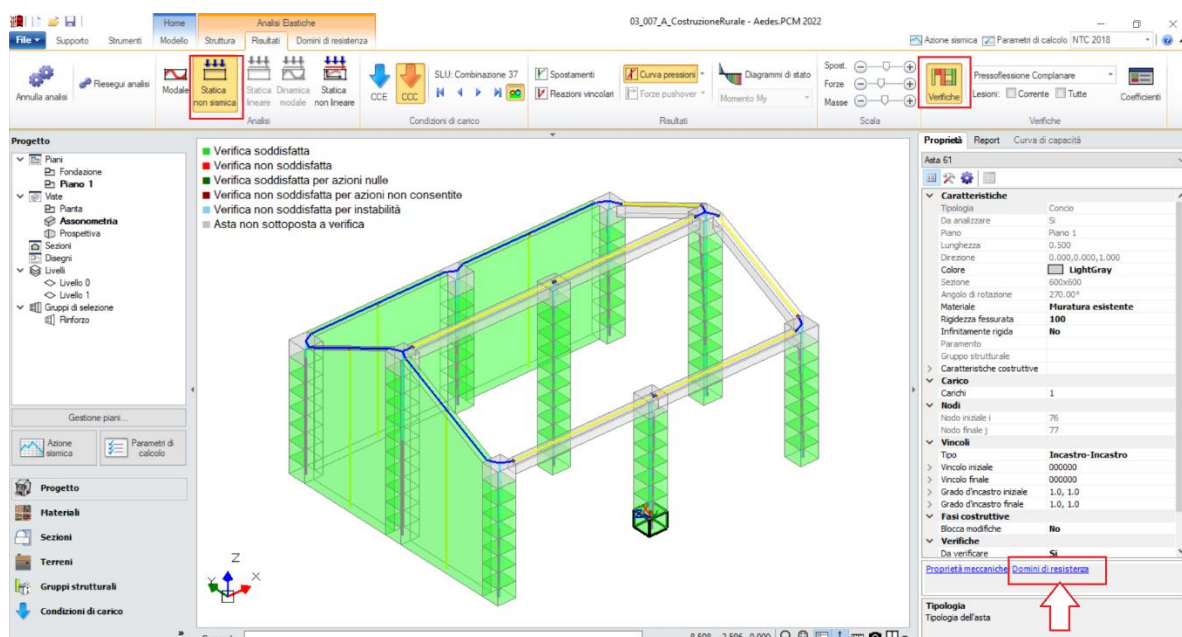 03_007_A_CostruzioneRurale - Aedes.PCM 2022
Home
Analisi Elastiche
File
Supporto
Strumenti
Modello
Struttura
Risultati
Domini di resistenza
Azione sismica
Parametri di calcolo
NTC 2018
Annulla analisi
Riesegui analisi
Modale
Statica non sismica
Statica lineare
Dinamica modale
Statica non lineare
Analisi
CCE
CCC
SLU: Combinazione 37
Condizioni di carico
Spostamenti
Reazioni vincolari
Curva pressioni
Forze pushover
Diagrammi di stato
Momento My
Risultati
Spost.
Forze
Masse
Scala
Verifiche
Pressoflessione Complanare
Lesioni:
Corrente
Tutte
Coefficienti
Verifiche
Progetto
Piani
Fondazione
Piano 1
Viste
Pianta
Assonometria
Prospettiva
Sezioni
Disegni
Livelli
Livello 0
Livello 1
Gruppi di selezione
Rinforzo
Gestione piani...
Azione sismica
Parametri di calcolo
Progetto
Materiali
Sezioni
Terreni
Gruppi strutturali
Condizioni di carico
Verifica soddisfatta
Verifica non soddisfatta
Verifica soddisfatta per azioni nulle
Verifica non soddisfatta per azioni non consentite
Verifica non soddisfatta per instabilità
Asta non sottoposta a verifica
Z
X
Proprietà
Report
Curva di capacità
Asta 61
Caratteristiche
Tipologia Concio
Da analizzare Si
Piano Piano 1
Lunghezza 0.500
Direzione 0.000,0.000,1.000
Colore LightGray
Sezione 600x600
Angolo di rotazione 270.00°
Materiale Muratura esistente
Rigidezza fessurata 100
Infinitamente rigida No
Paramento
Gruppo strutturale
Caratteristiche costruttive
Carico
Carichi 1
Nodi
Nodo iniziale i 76
Nodo finale j 77
Vincoli
Tipo Incastro-Incastro
Vincolo iniziale 000000
Vincolo finale 000000
Grado d'incastro iniziale 1.0, 1.0
Grado d'incastro finale 1.0, 1.0
Fasi costruttive
Blocca modifiche No
Verifiche
Da verificare Si
Proprietà meccaniche
Domini di resistenza
Tipologia
Tipologia dell'asta